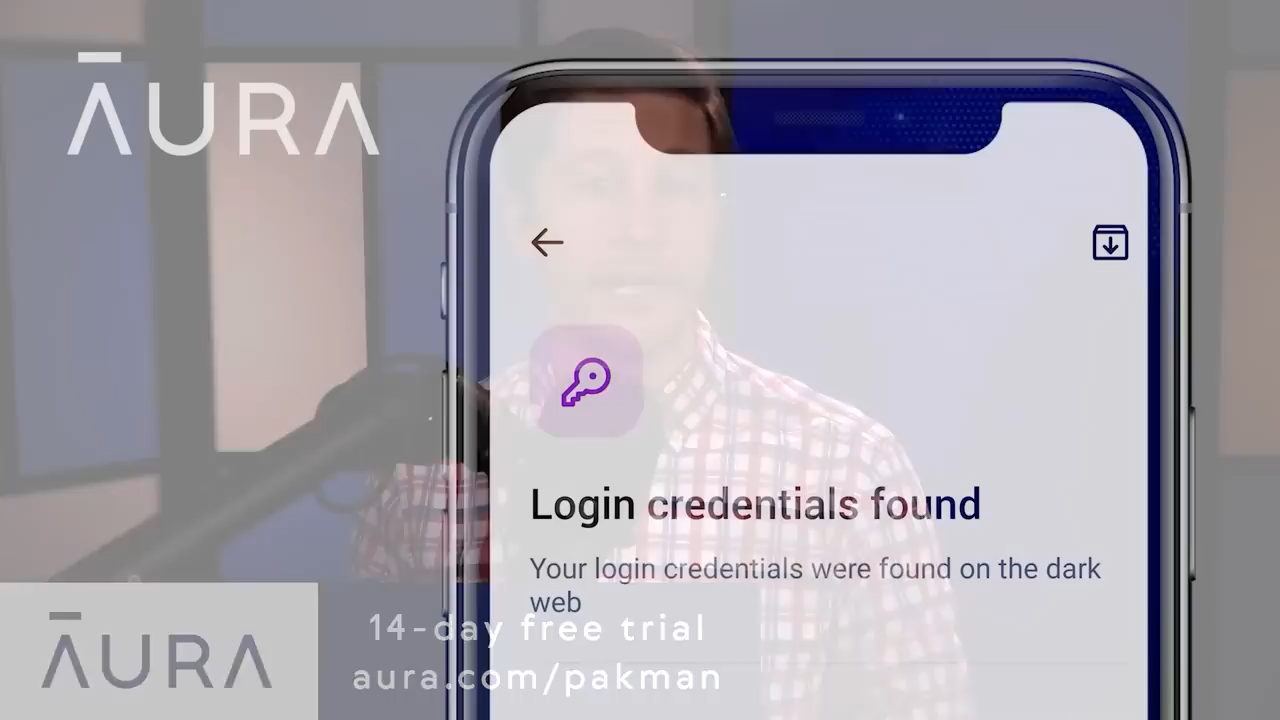 ĀURA
Login credentials found
Your login credentials were found on the dark
web
ĀURA
14-day free trial
aura.com/pakman